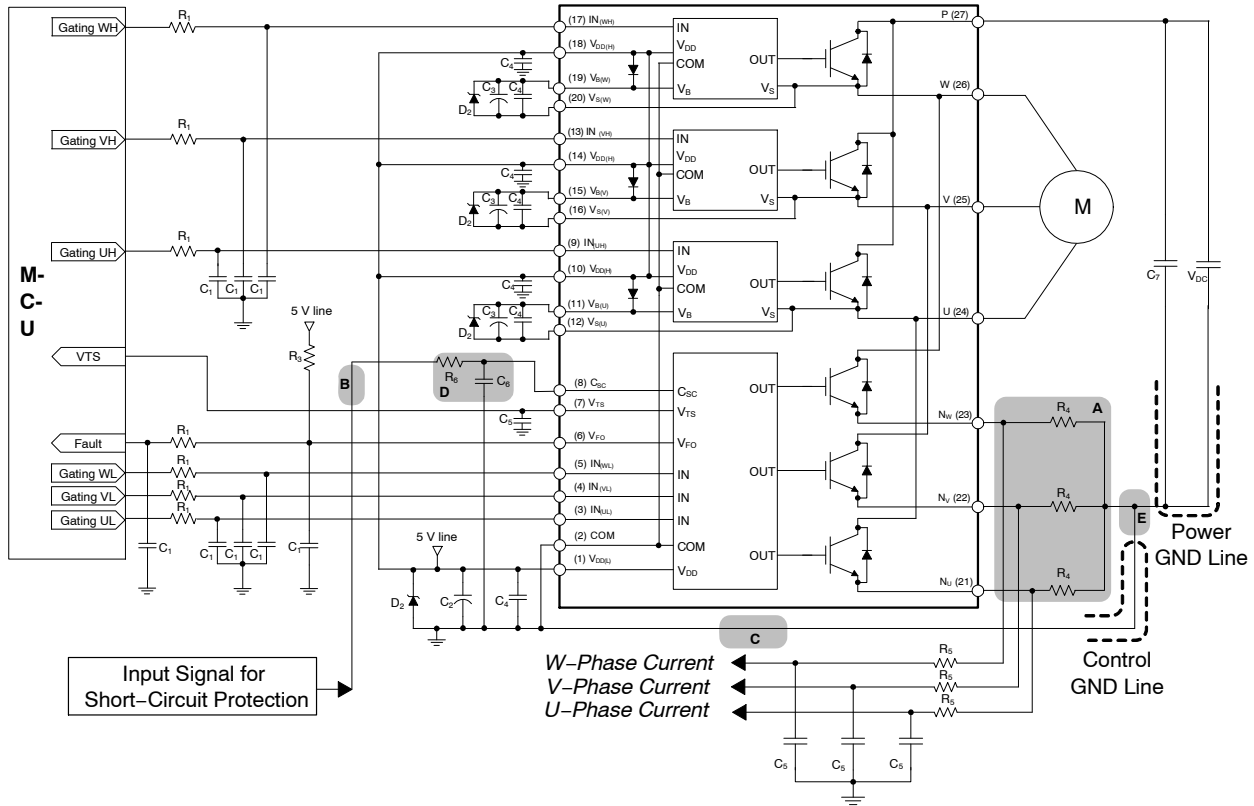 M-
C-
U
Gating WH
R1
Gating VH
R1
Gating UH
R1
C1 C1 C1
5 V line
R3
VTS
Fault
R1
Gating WL
R1
Gating VL
R1
Gating UL
R1
C1
C1 C1 C1
C1
C4
D2 C3 C4
C4
D2 C3 C4
C4
D2 C3 C4
B
R6
D
C6
C5
5 V line
D2 C2 C4
(17) IN(WH)
(18) VDD(H)
(19) VB(W)
(20) VS(W)
(13) IN (VH)
(14) VDD(H)
(15) VB(V)
(16) VS(V)
(9) IN(UH)
(10) VDD(H)
(11) VB(U)
(12) VS(U)
(8) CSC
(7) VTS
(6) VFO
(5) IN(WL)
(4) IN(VL)
(3) IN(UL)
(2) COM
(1) VDD(L)
IN
VDD
COM
VB
OUT
VS
IN
VDD
COM
VB
OUT
VS
IN
VDD
COM
VB
OUT
VS
CSC
VTS
VFO
IN
IN
IN
COM
VDD
OUT
OUT
OUT
P (27)
W (26)
V (25)
U (24)
NW (23)
NV (22)
NU (21)
M
C7
VDC
A
R4
R4
R4
E
Power
GND Line
Control
GND Line
C
Input Signal for
Short−Circuit Protection
W−Phase Current
V−Phase Current
U−Phase Current
R5
R5
R5
C5 C5 C5